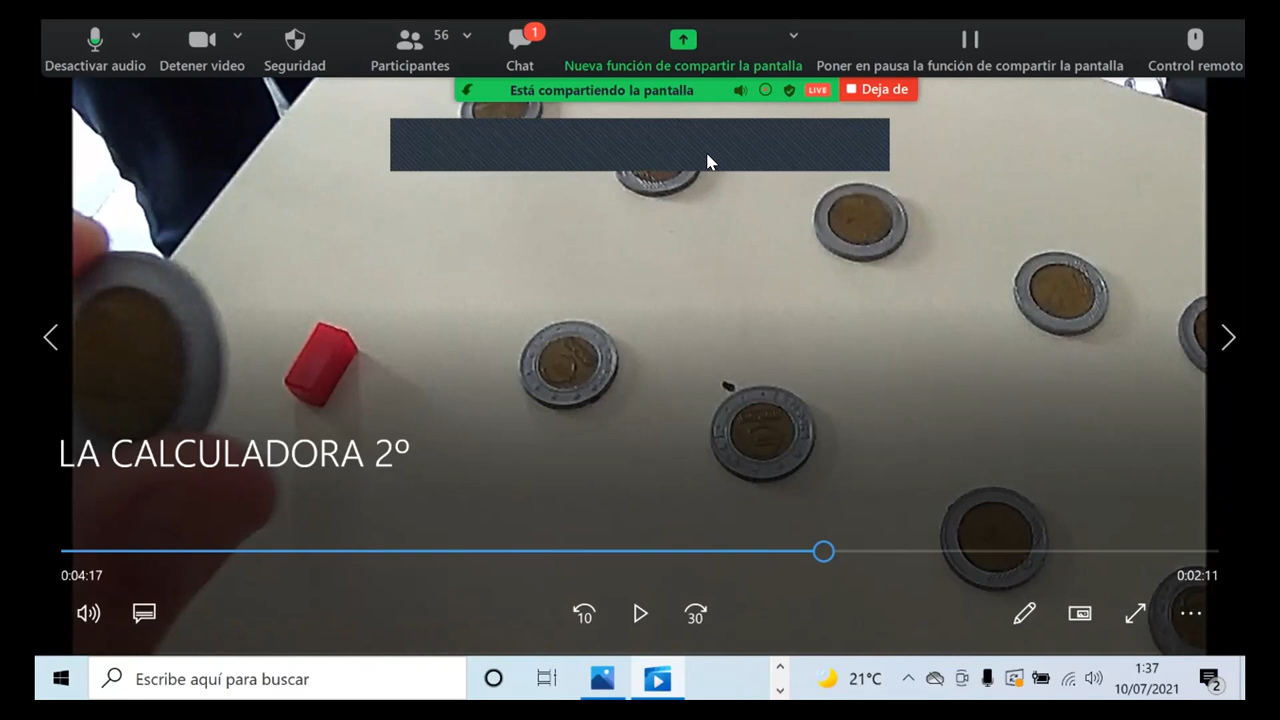 Desactivar audio
Detener video
Seguridad
Participantes
56
Chat
1
Nueva función de compartir la pantalla
Poner en pausa la función de compartir la pantalla
Control remoto
Está compartiendo la pantalla
LIVE
Deja de
LA CALCULADORA 2º
0:04:17
0:02:11
10
30
Escribe aquí para buscar
21°C
1:37
10/07/2021
2